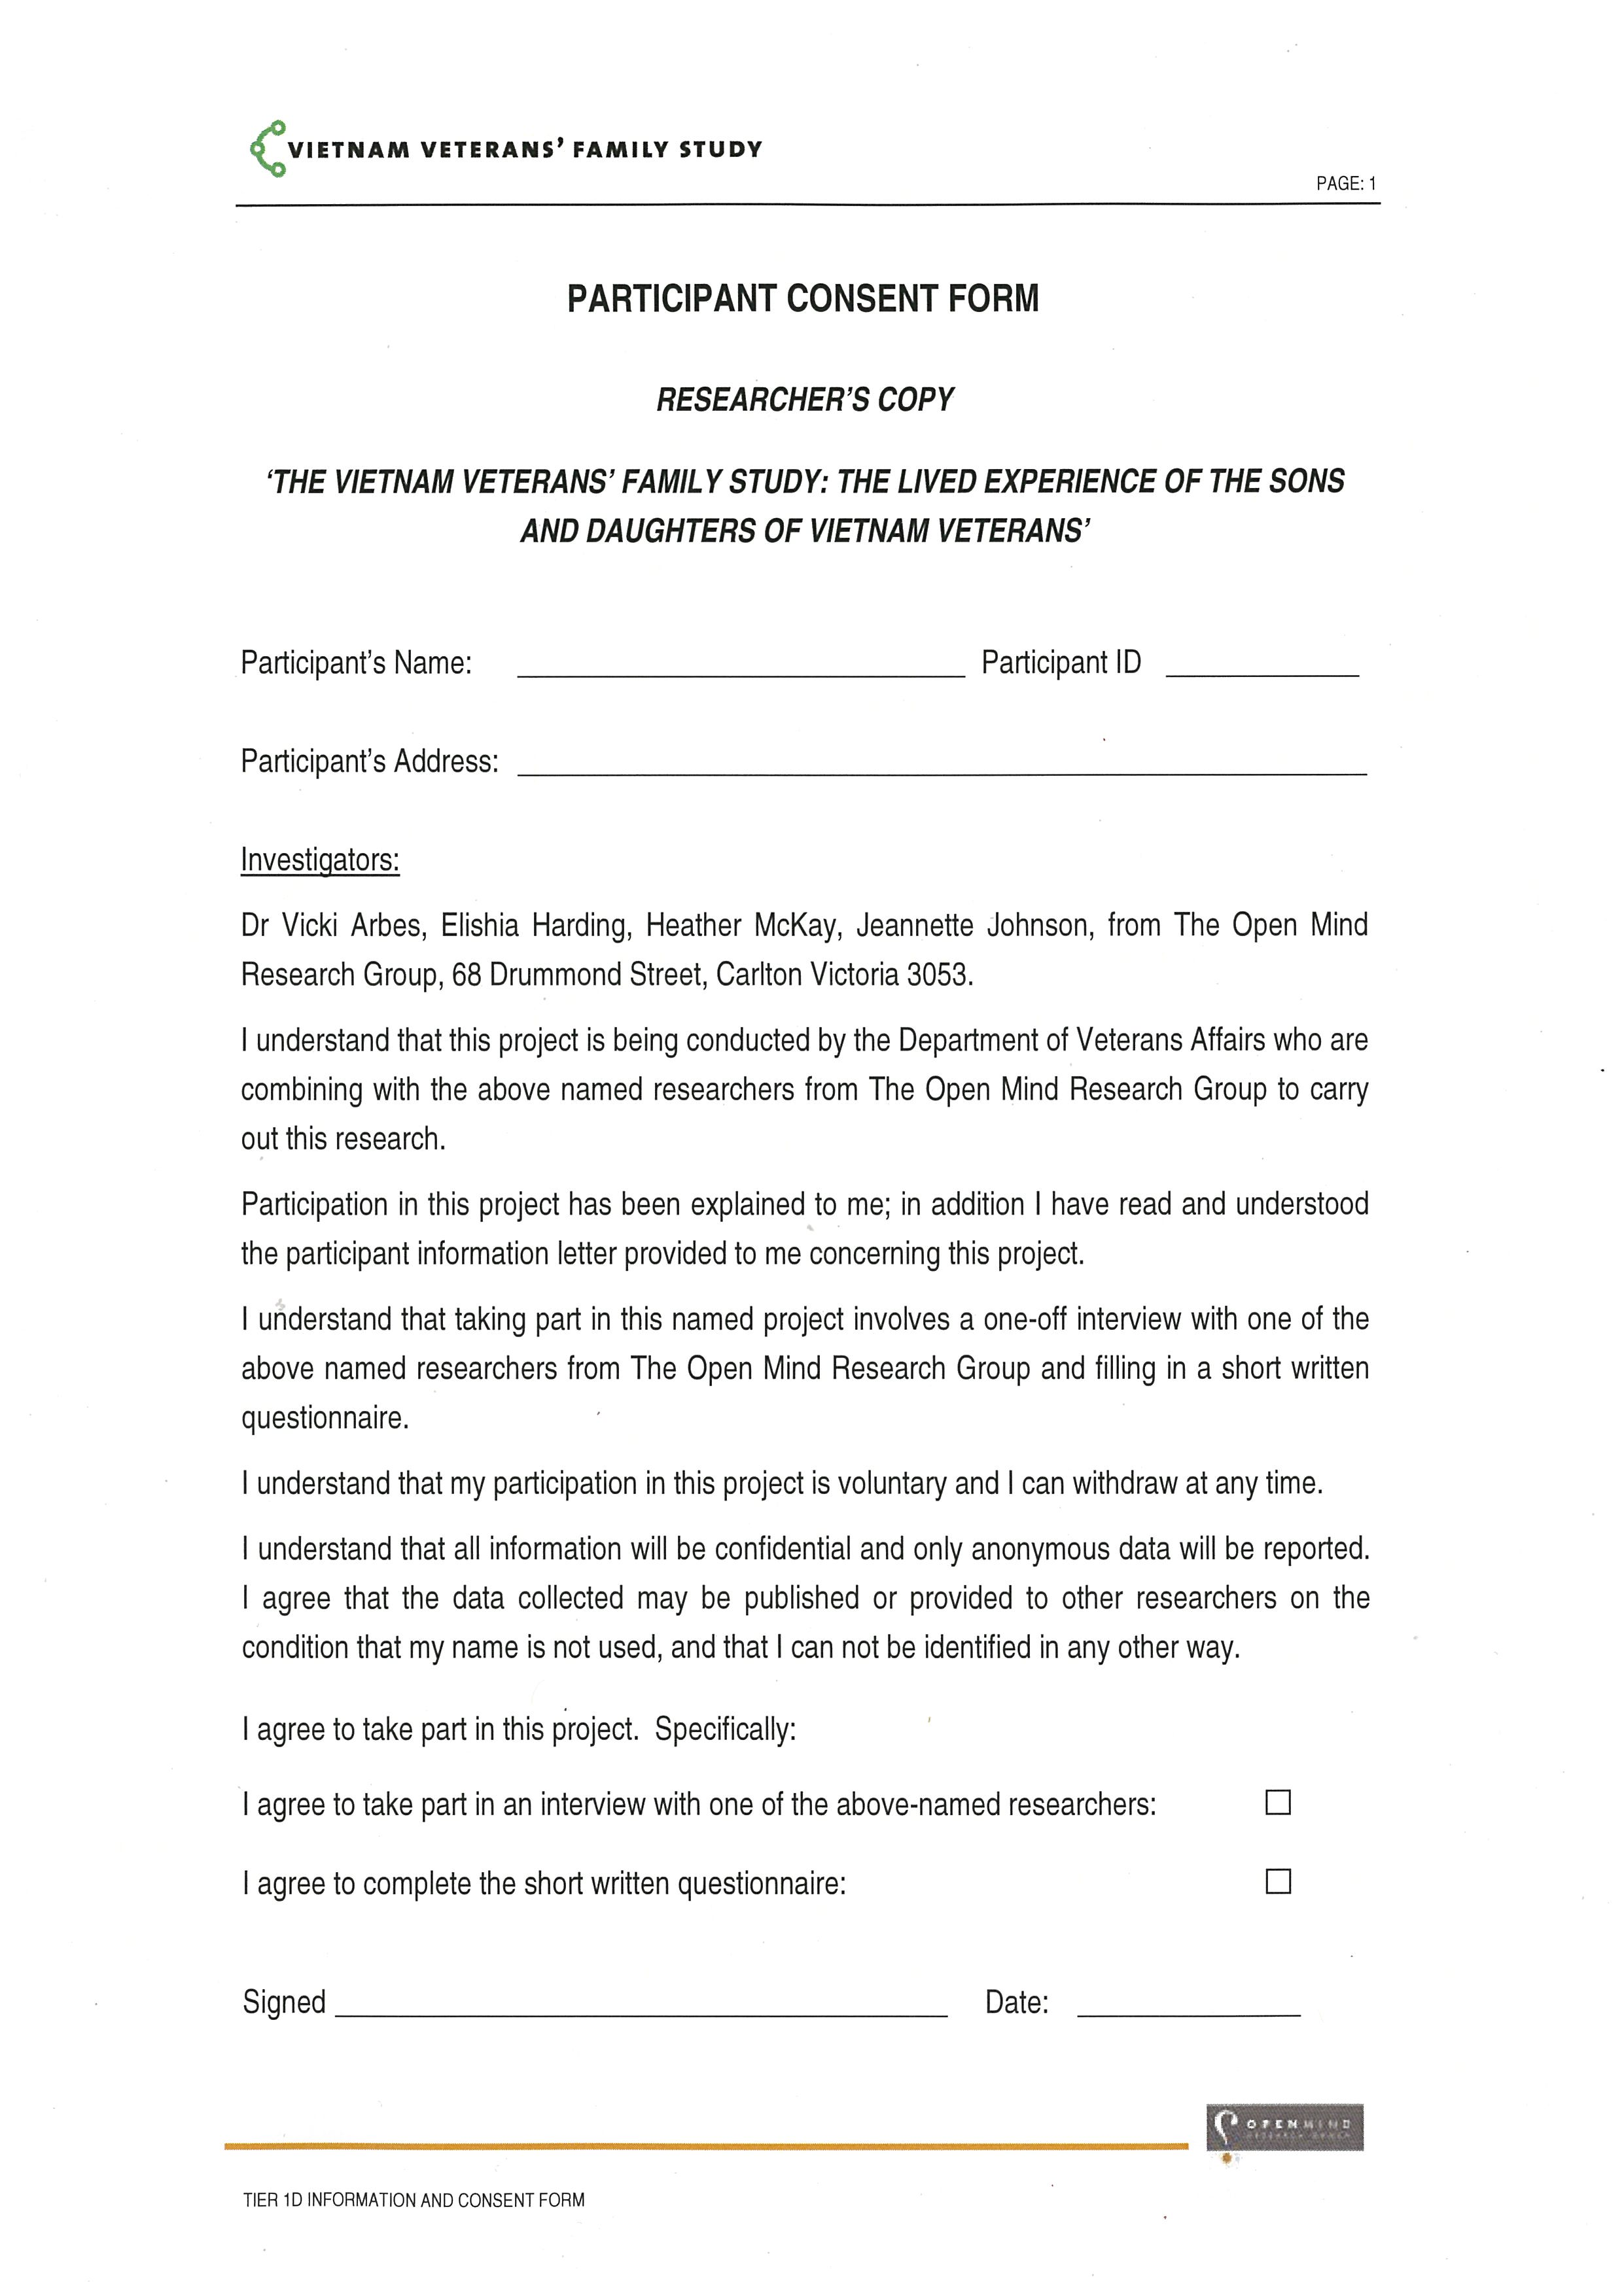 VIETNAM VETERANS’ FAMILY STUDY
PAGE: 1
PARTICIPANT CONSENT FORM
RESEARCHER’S COPY
‘THE VIETNAM VETERANS’ FAMILY STUDY: THE LIVED EXPERIENCE OF THE SONS
AND DAUGHTERS OF VIETNAM VETERANS’
Participant’s Name: Participant ID
Participant’s Address:
Investigators:
Dr Vicki Arbes, Elishia Harding, Heather McKay, Jeannette Johnson, from The Open Mind
Research Group, 68 Drummond Street, Carlton Victoria 3053.
I understand that this project is being conducted by the Department of Veterans Affairs who are
combining with the above named researchers from The Open Mind Research Group to carry
out this research.
Participation in this project has been explained to me; in addition I have read and understood
the participant information letter provided to me concerning this project.
I understand that taking part in this named project involves a one-off interview with one of the
above named researchers from The Open Mind Research Group and filling in a short written
questionnaire.
I understand that my participation in this project is voluntary and I can withdraw at any time.
I understand that all information will be confidential and only anonymous data will be reported.
I agree that the data collected may be published or provided to other researchers on the
condition that my name is not used, and that I can not be identified in any other way.
I agree to take part in this project. Specifically:
I agree to take part in an interview with one of the above-named researchers:
I agree to complete the short written questionnaire:
Signed Date:
OPENMIND
RESEARCH GROUP
TIER 1D INFORMATION AND CONSENT FORM